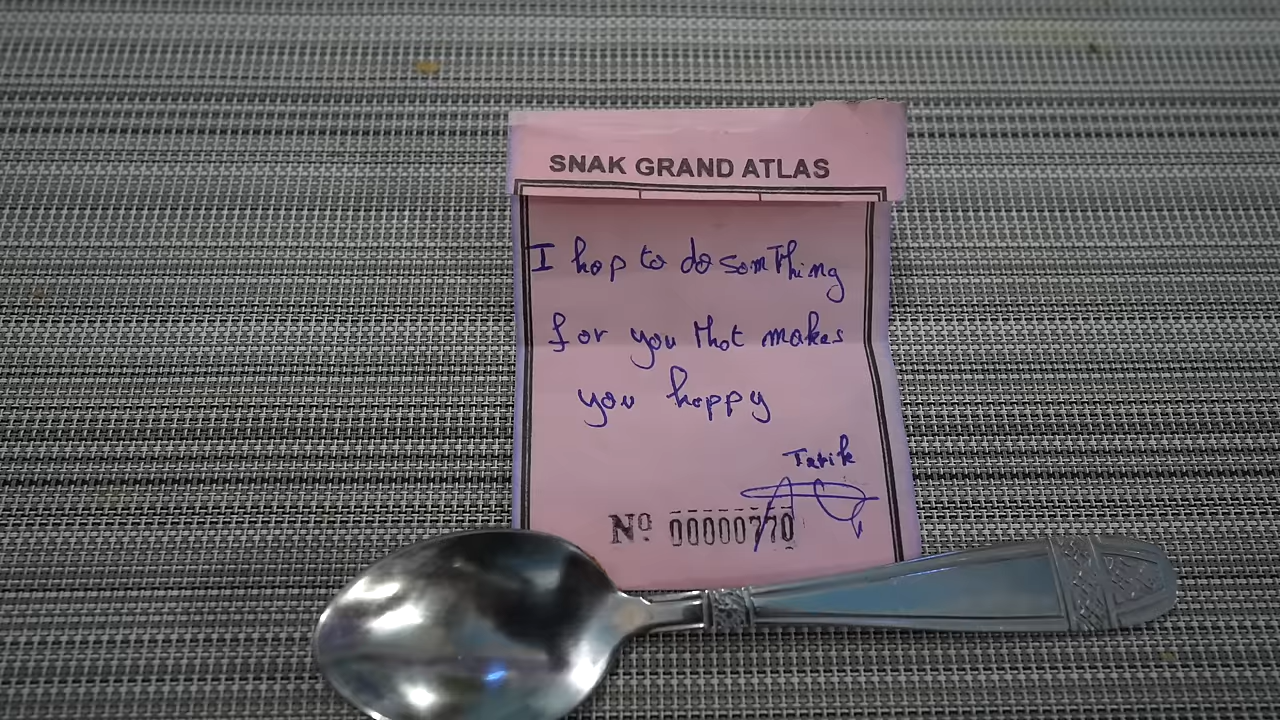 SNAK GRAND ATLAS
I hop to do somthing
for you that makes
you happy
Tarik
Nº 00000770